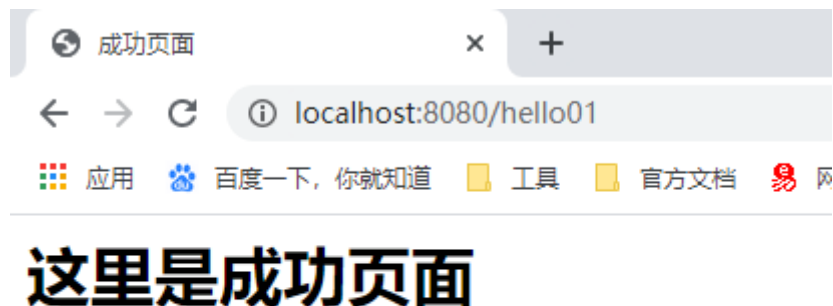 成功页面
localhost:8080/hello01
应用 百度一下，你就知道 工具 官方文档
这里是成功页面